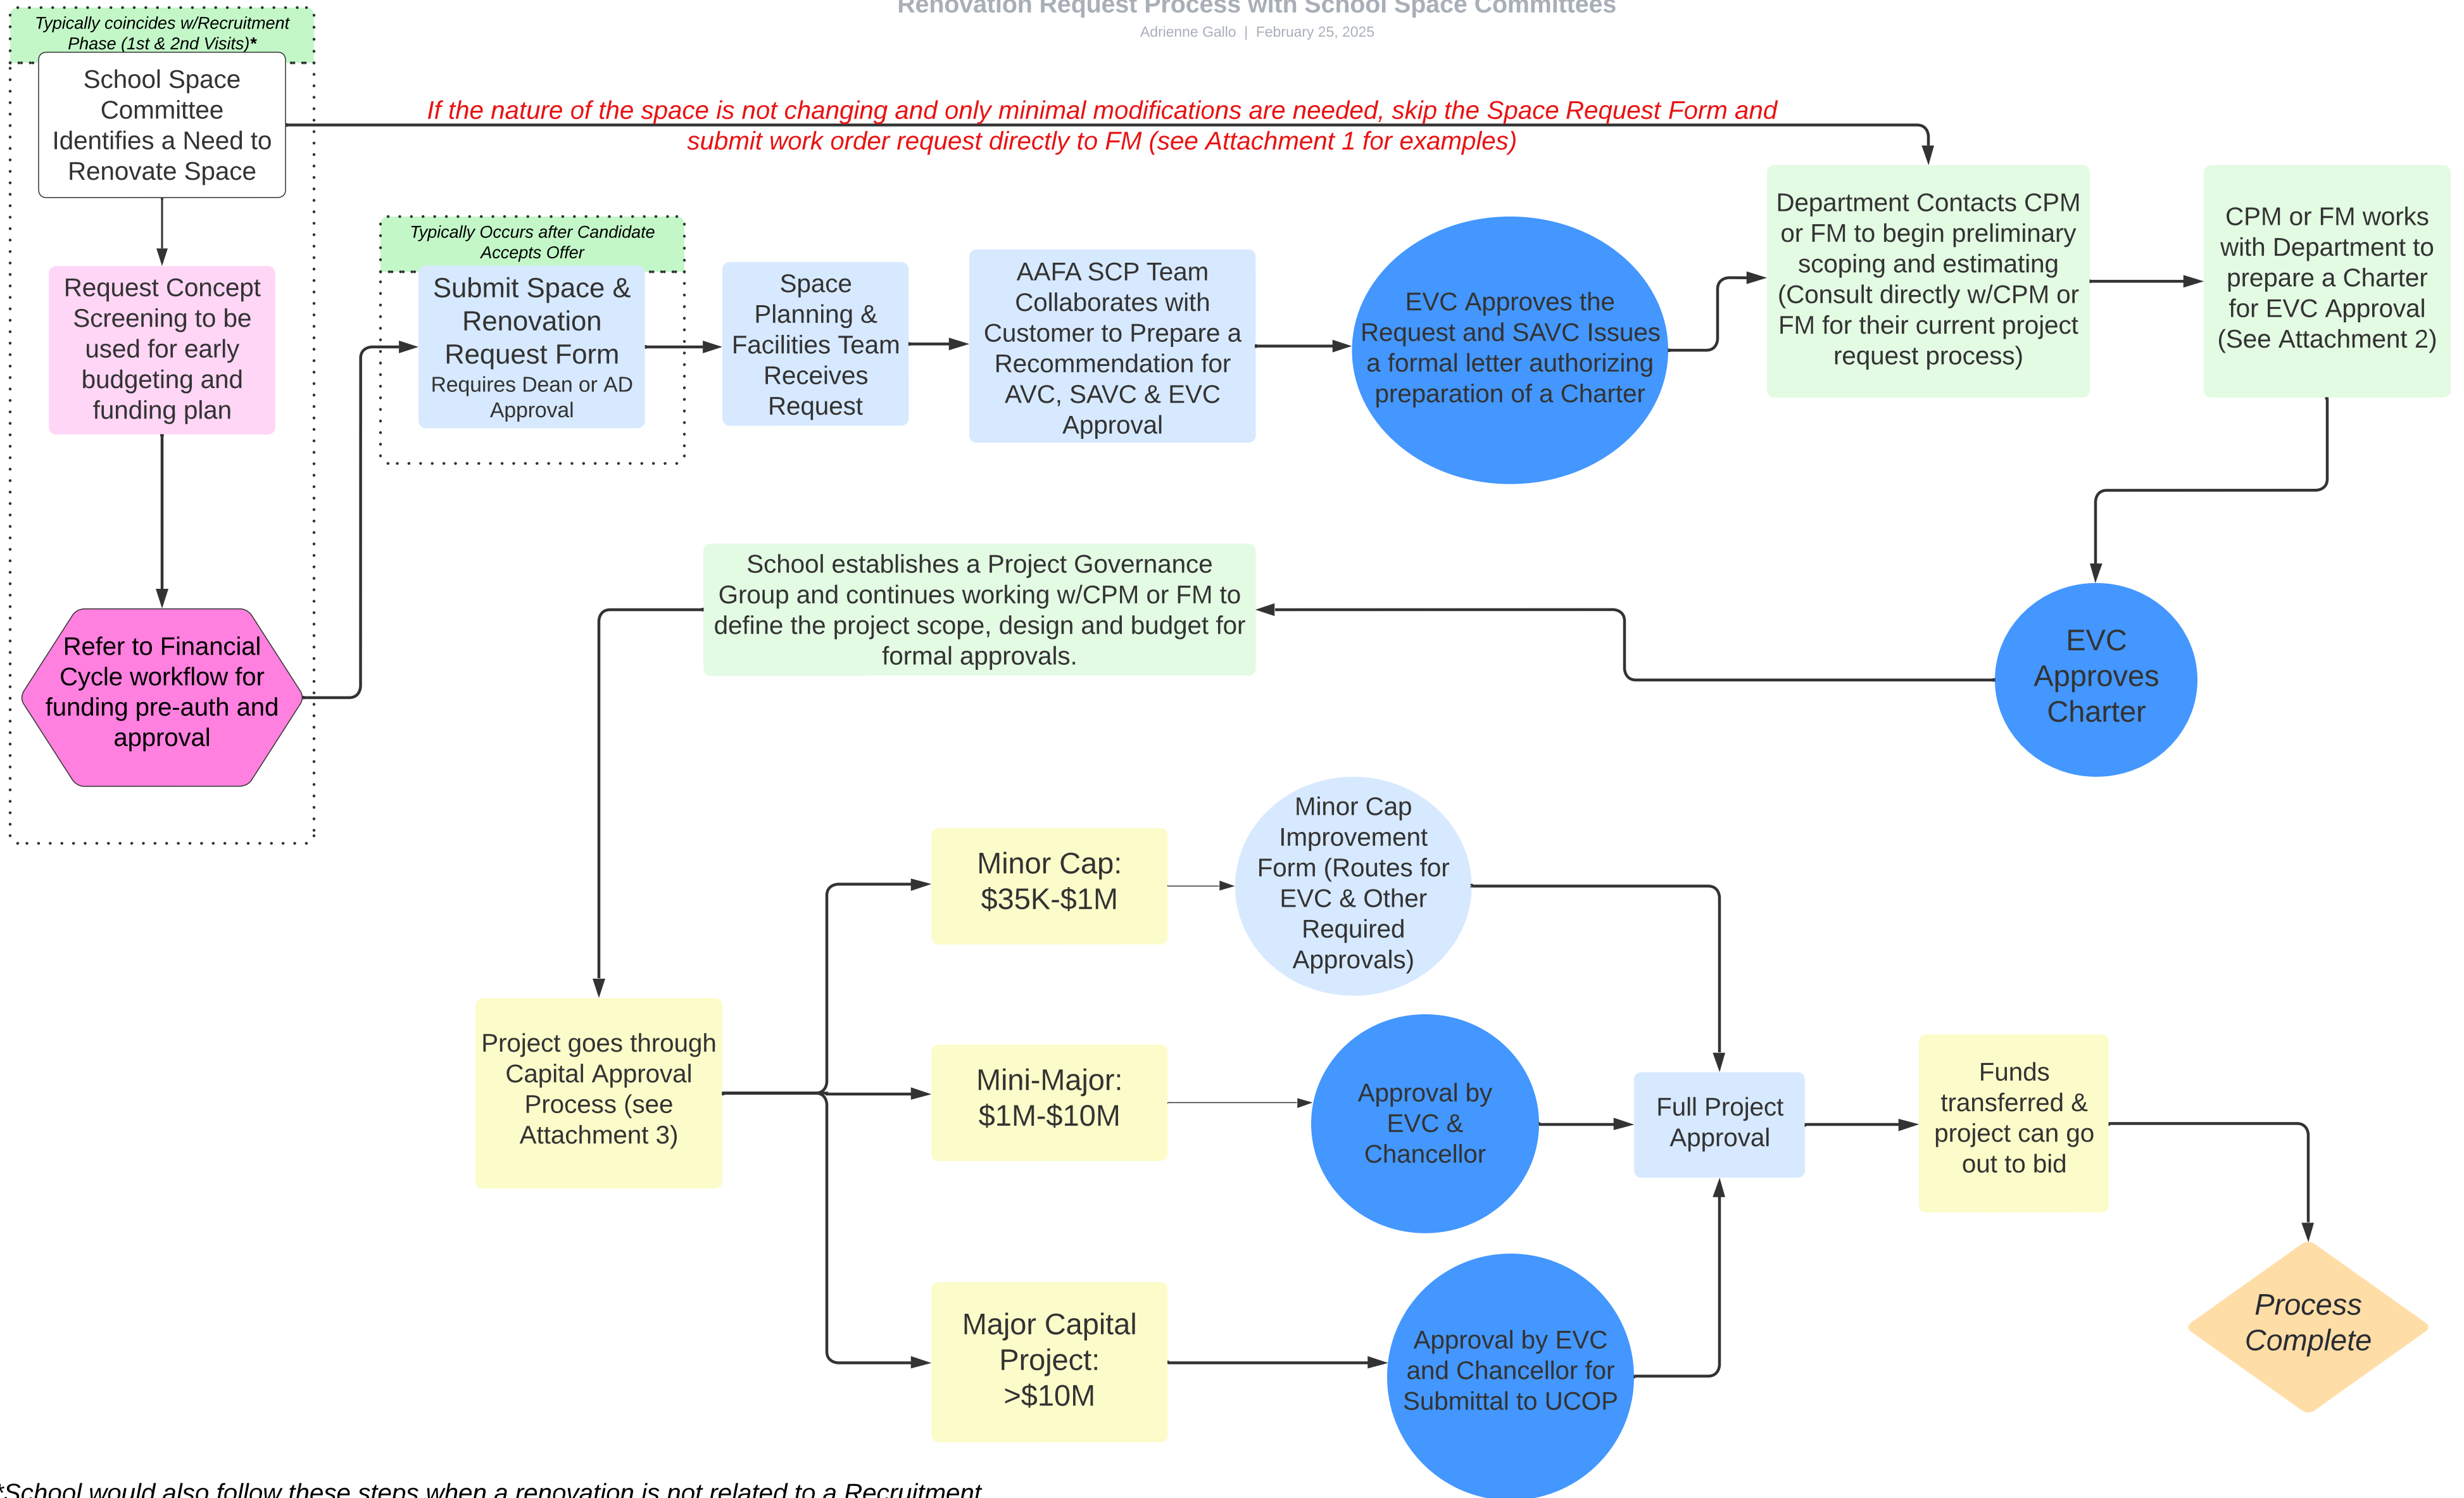 Renovation Request Process with School Space Committees
Adrienne Gallo | February 25, 2025
Typically coincides w/Recruitment
Phase (1st & 2nd Visits)*
School Space
Committee
Identifies a Need to
Renovate Space
If the nature of the space is not changing and only minimal modifications are needed, skip the Space Request Form and
submit work order request directly to FM (see Attachment 1 for examples)
Request Concept
Screening to be
used for early
budgeting and
funding plan
Refer to Financial
Cycle workflow for
funding pre-auth and
approval
Typically Occurs after Candidate
Accepts Offer
Submit Space &
Renovation
Request Form
Requires Dean or AD
Approval
Space
Planning &
Facilities Team
Receives
Request
AAFA SCP Team
Collaborates with
Customer to Prepare a
Recommendation for
AVC, SAVC & EVC
Approval
EVC Approves the
Request and SAVC Issues
a formal letter authorizing
preparation of a Charter
Department Contacts CPM
or FM to begin preliminary
scoping and estimating
(Consult directly w/CPM or
FM for their current project
request process)
CPM or FM works
with Department to
prepare a Charter
for EVC Approval
(See Attachment 2)
EVC
Approves
Charter
School establishes a Project Governance
Group and continues working w/CPM or FM to
define the project scope, design and budget for
formal approvals.
Project goes through
Capital Approval
Process (see
Attachment 3)
Minor Cap:
$35K-$1M
Minor Cap
Improvement
Form (Routes for
EVC & Other
Required
Approvals)
Mini-Major:
$1M-$10M
Approval by
EVC &
Chancellor
Major Capital
Project:
>$10M
Approval by EVC
and Chancellor for
Submittal to UCOP
Full Project
Approval
Funds
transferred &
project can go
out to bid
Process
Complete
*School would also follow these steps when a renovation is not related to a Recruitment